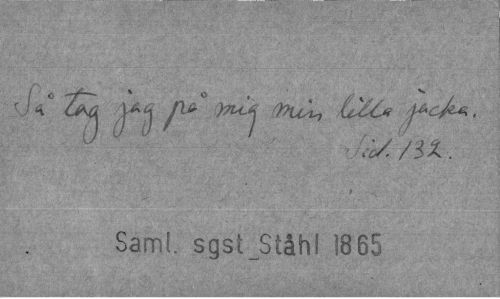 Så tag jag på mig min lilla jacka.
Sid. 132.
Saml. sgst_Ståhl 1865